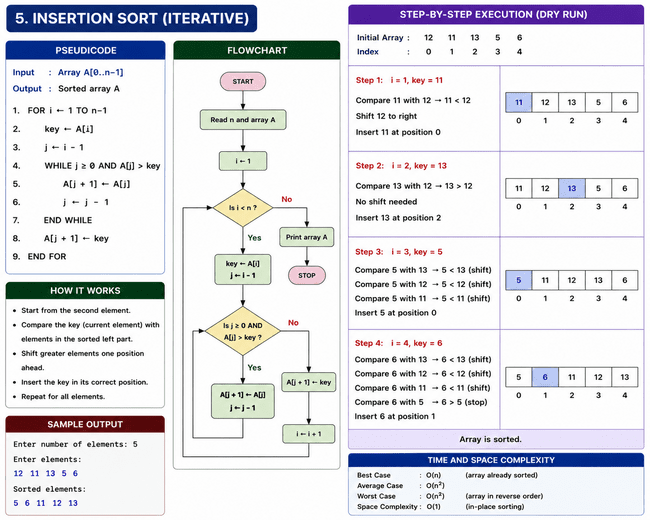 5. INSERTION SORT (ITERATIVE)
PSEUDICODE
Input : Array A[0..n-1]
Output : Sorted array A
1. FOR i ← 1 TO n-1
2. key ← A[i]
3. j ← i - 1
4. WHILE j ≥ 0 AND A[j] > key
5. A[j + 1] ← A[j]
6. j ← j - 1
7. END WHILE
8. A[j + 1] ← key
9. END FOR
HOW IT WORKS
• Start from the second element.
• Compare the key (current element) with
elements in the sorted left part.
• Shift greater elements one position
ahead.
• Insert the key in its correct position.
• Repeat for all elements.
SAMPLE OUTPUT
Enter number of elements: 5
Enter elements:
12 11 13 5 6
Sorted elements:
5 6 11 12 13
FLOWCHART
START
Read n and array A
i ← 1
Is i < n ?
No
Yes
Print array A
STOP
key ← A[i]
j ← i - 1
Is j ≥ 0 AND
A[j] > key ?
No
Yes
A[j + 1] ← A[j]
j ← j - 1
A[j + 1] ← key
i ← i + 1
STEP-BY-STEP EXECUTION (DRY RUN)
Initial Array : 12 11 13 5 6
Index : 0 1 2 3 4
Step 1: i = 1, key = 11
Compare 11 with 12 → 11 < 12
Shift 12 to right
Insert 11 at position 0
11 12 13 5 6
0 1 2 3 4
Step 2: i = 2, key = 13
Compare 13 with 12 → 13 > 12
No shift needed
Insert 13 at position 2
11 12 13 5 6
0 1 2 3 4
Step 3: i = 3, key = 5
Compare 5 with 13 → 5 < 13 (shift)
Compare 5 with 12 → 5 < 12 (shift)
Compare 5 with 11 → 5 < 11 (shift)
Insert 5 at position 0
5 11 12 13 6
0 1 2 3 4
Step 4: i = 4, key = 6
Compare 6 with 13 → 6 < 13 (shift)
Compare 6 with 12 → 6 < 12 (shift)
Compare 6 with 11 → 6 < 11 (shift)
Compare 6 with 5 → 6 > 5 (stop)
Insert 6 at position 1
5 6 11 12 13
0 1 2 3 4
Array is sorted.
TIME AND SPACE COMPLEXITY
Best Case : O(n) (array already sorted)
Average Case : O(n²)
Worst Case : O(n²) (array in reverse order)
Space Complexity : O(1) (in-place sorting)